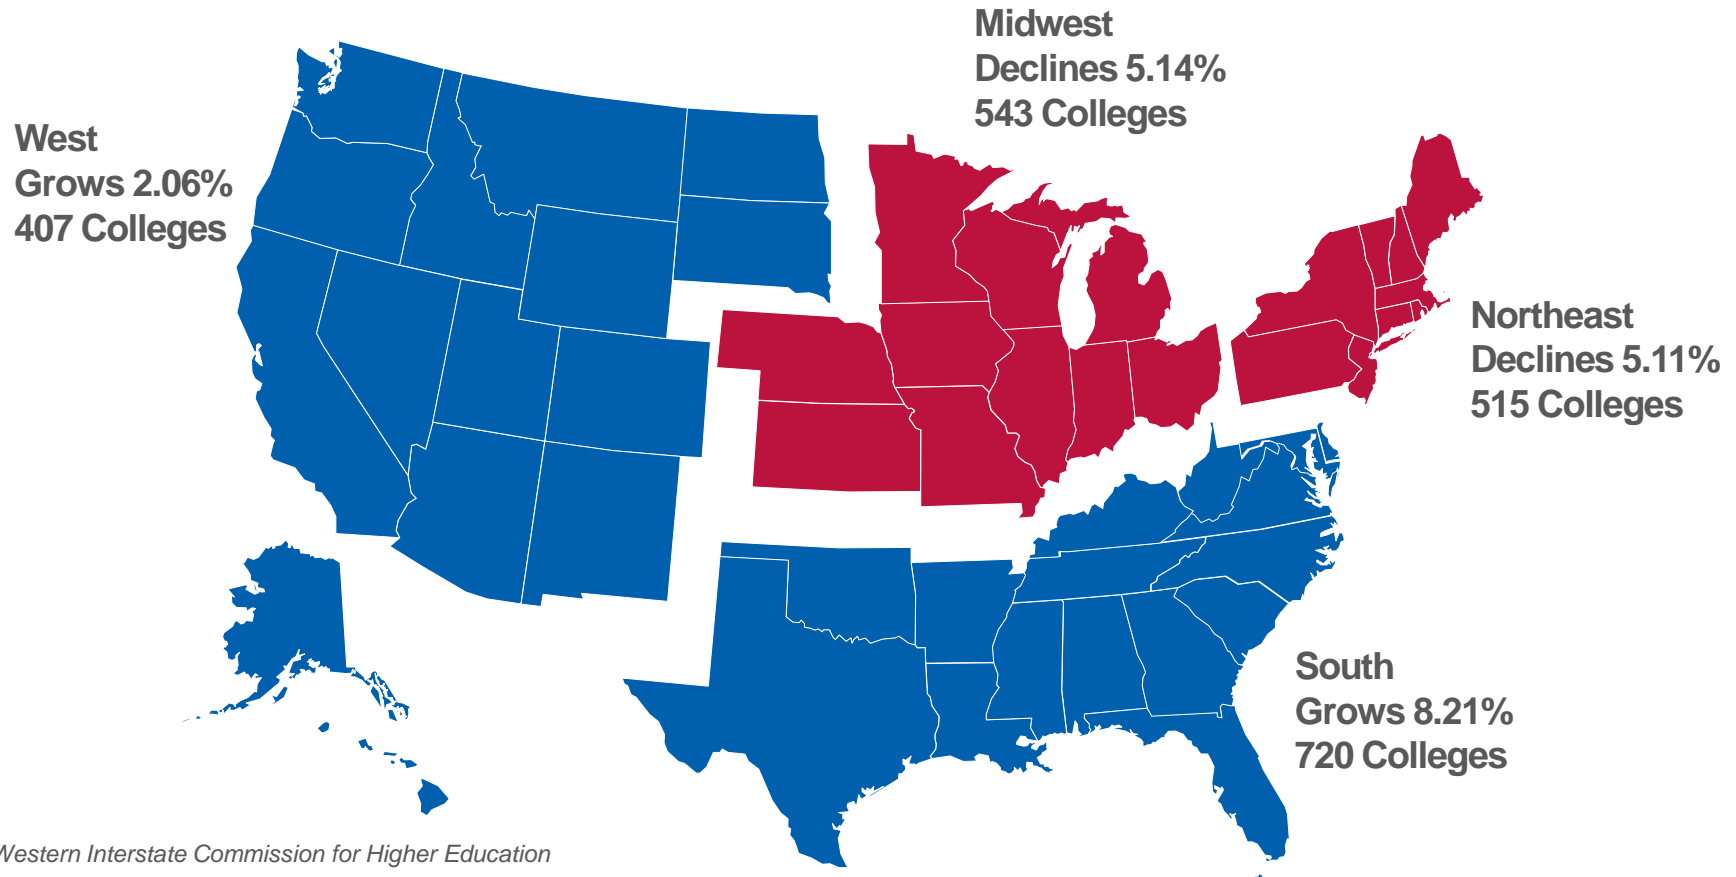 Midwest
Declines 5.14%
543 Colleges
West
Grows 2.06%
407 Colleges
Northeast
Declines 5.11%
515 Colleges
South
Grows 8.21%
720 Colleges
Western Interstate Commission for Higher Education